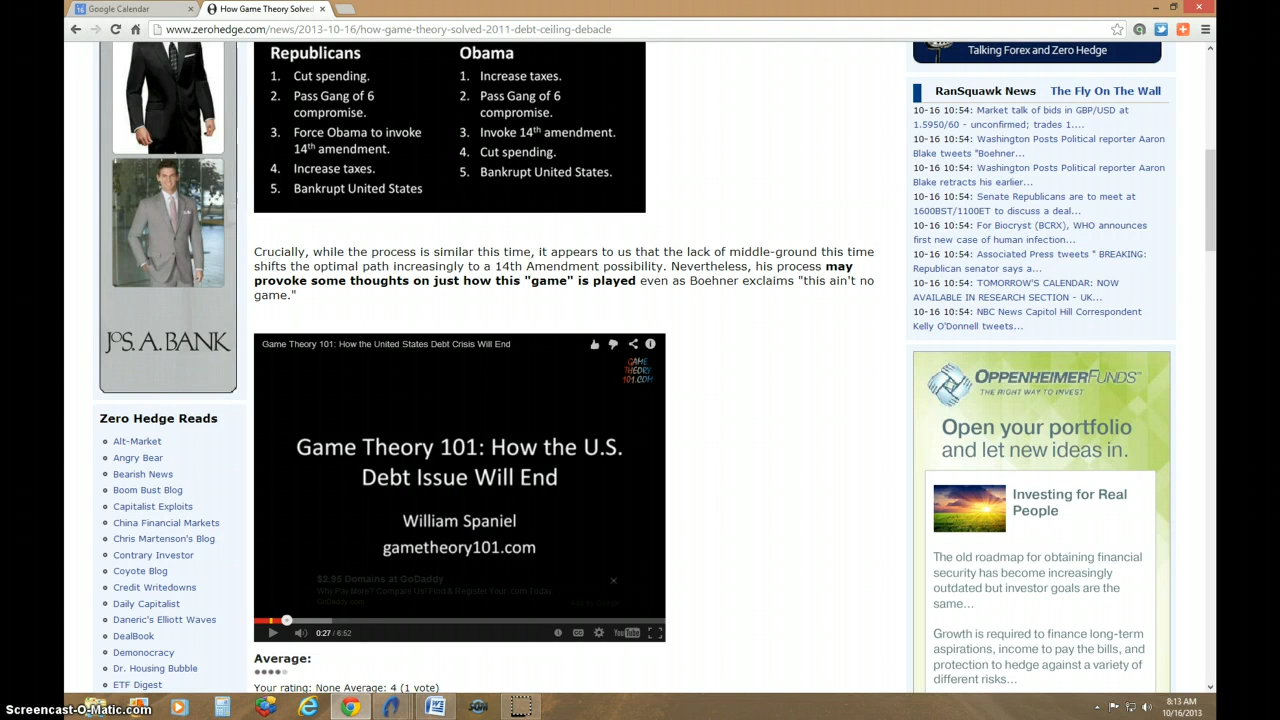 Google Calendar
How Game Theory Solved
www.zerohedge.com/news/2013-10-16/how-game-theory-solved-2011-debt-ceiling-debacle
Republicans
1. Cut spending.
2. Pass Gang of 6
compromise.
3. Force Obama to invoke
14th amendment.
4. Increase taxes.
5. Bankrupt United States
Obama
1. Increase taxes.
2. Pass Gang of 6
compromise.
3. Invoke 14th amendment.
4. Cut spending.
5. Bankrupt United States.
Crucially, while the process is similar this time, it appears to us that the lack of middle-ground this time
shifts the optimal path increasingly to a 14th Amendment possibility. Nevertheless, his process may
provoke some thoughts on just how this "game" is played even as Boehner exclaims "this ain't no
game."
Game Theory 101: How the United States Debt Crisis Will End
GAME
THEORY
101.COM
Game Theory 101: How the U.S.
Debt Issue Will End
William Spaniel
gametheory101.com
$2.95 Domains at GoDaddy
Why Pay More? Compare Us! Find & Register Your .com Today
GoDaddy.com
Ads by Google
0:27 / 6:52
YouTube
Average:
Your rating: None Average: 4 (1 vote)
JOS. A. BANK
Zero Hedge Reads
Alt-Market
Angry Bear
Bearish News
Boom Bust Blog
Capitalist Exploits
China Financial Markets
Chris Martenson's Blog
Contrary Investor
Coyote Blog
Credit Writedowns
Daily Capitalist
Daneric's Elliott Waves
DealBook
Demonocracy
Dr. Housing Bubble
ETF Digest
Talking Forex and Zero Hedge
RanSquawk News The Fly On The Wall
10-16 10:54: Market talk of bids in GBP/USD at
1.5950/60 - unconfirmed; trades 1....
10-16 10:54: Washington Posts Political reporter Aaron
Blake tweets "Boehner...
10-16 10:54: Washington Posts Political reporter Aaron
Blake retracts his earlier...
10-16 10:54: Senate Republicans are to meet at
1600BST/1100ET to discuss a deal...
10-16 10:54: For Biocryst (BCRX), WHO announces
first new case of human infection...
10-16 10:54: Associated Press tweets " BREAKING:
Republican senator says a...
10-16 10:54: TOMORROW'S CALENDAR: NOW
AVAILABLE IN RESEARCH SECTION - UK...
10-16 10:54: NBC News Capitol Hill Correspondent
Kelly O'Donnell tweets...
OPPENHEIMERFUNDS
THE RIGHT WAY TO INVEST
Open your portfolio
and let new ideas in.
Investing for Real
People
The old roadmap for obtaining financial
security has become increasingly
outdated but investor goals are the
same...
Growth is required to finance long-term
aspirations, income to pay the bills, and
protection to hedge against a variety of
different risks...
8:13 AM
10/16/2013
Screencast-O-Matic.com